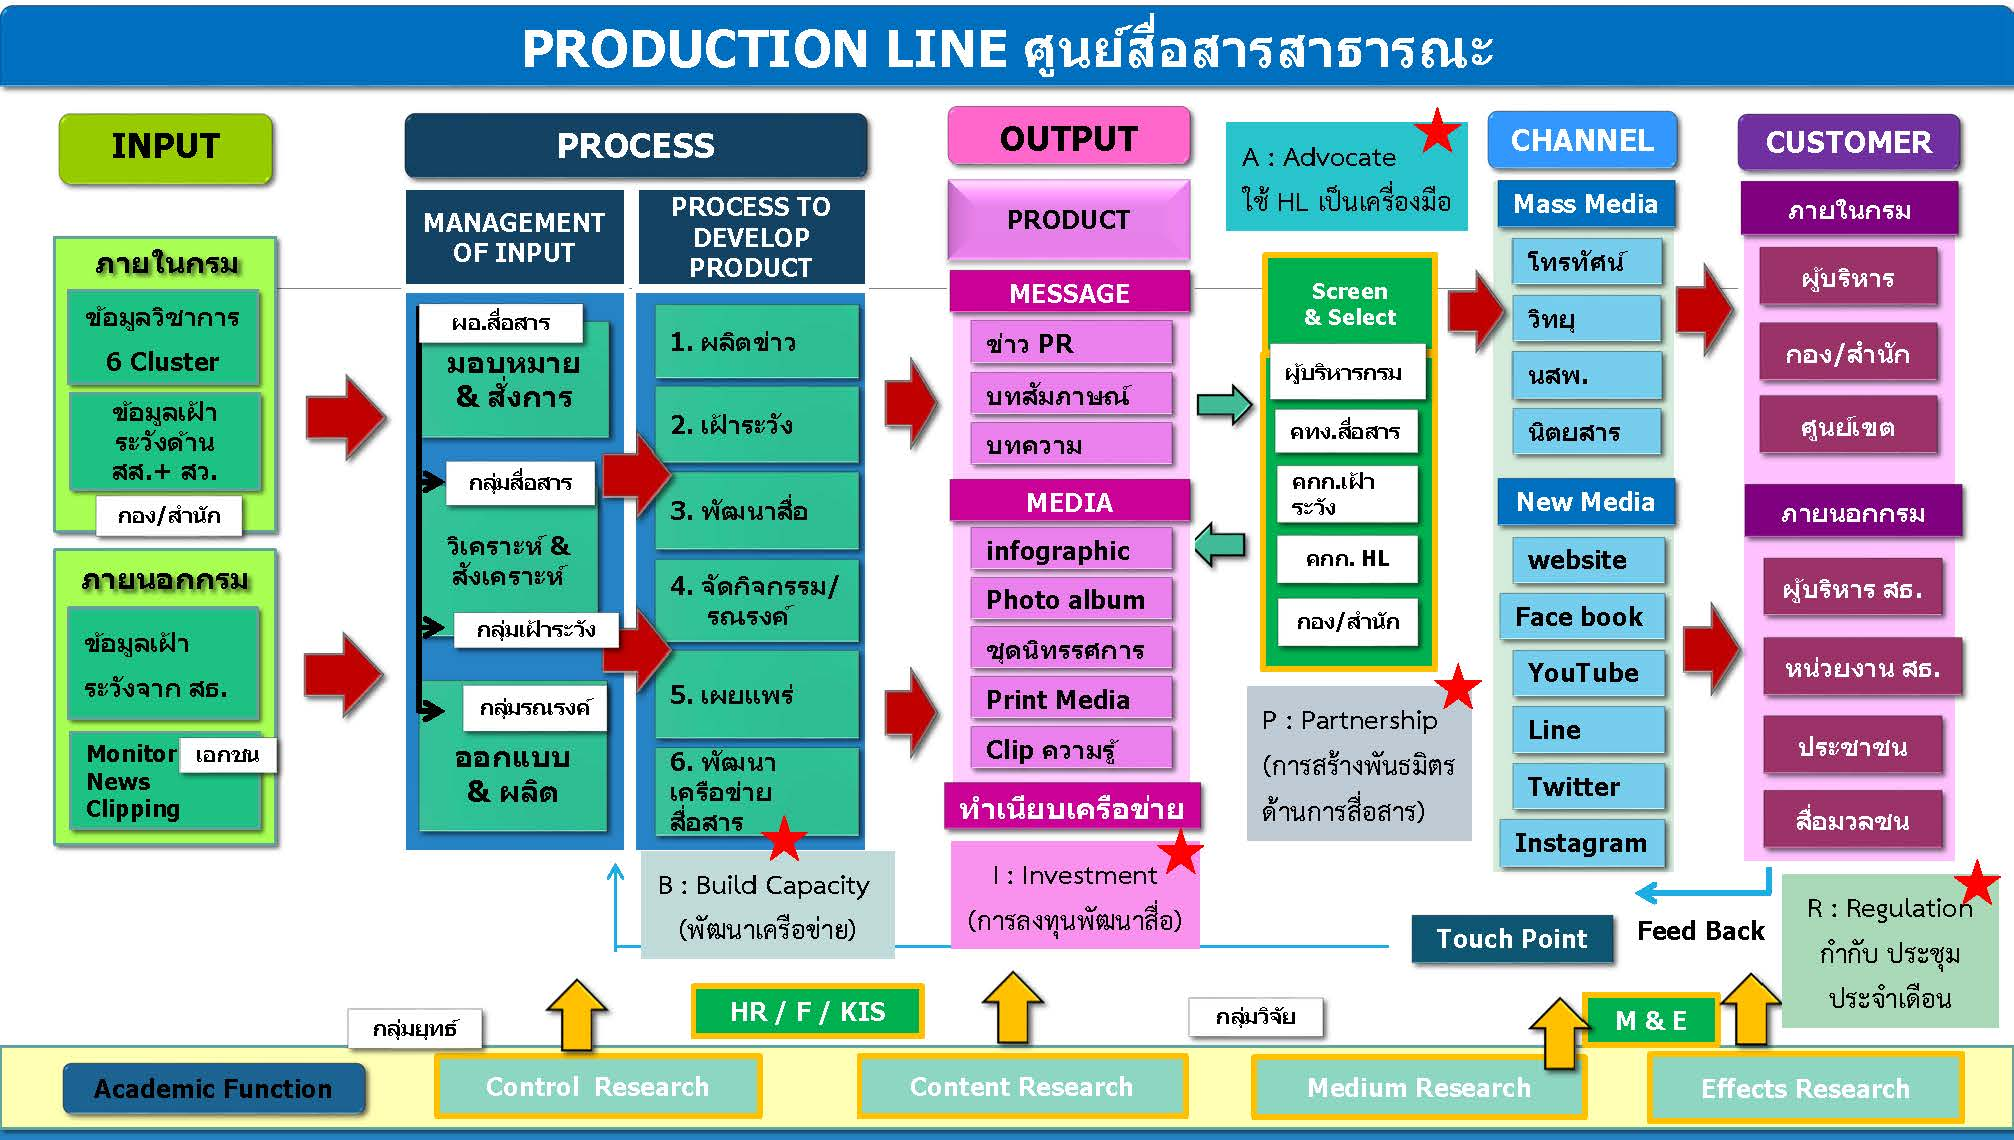 PRODUCTION LINE ศูนย์สื่อสารสาธารณะ
INPUT
ภายในกรม
ข้อมูลวิชาการ
6 Cluster
ข้อมูลเฝ้า
ระวังด้าน
สส.+ สว.
กอง/สำนัก
ภายนอกกรม
ข้อมูลเฝ้า
ระวังจาก สธ.
Monitor
News
Clipping
เอกชน
PROCESS
MANAGEMENT
OF INPUT
ผอ.สื่อสาร
มอบหมาย
& สั่งการ
กลุ่มสื่อสาร
วิเคราะห์ &
สังเคราะห์
กลุ่มเฝ้าระวัง
กลุ่มรณรงค์
ออกแบบ
& ผลิต
PROCESS TO
DEVELOP
PRODUCT
1. ผลิตข่าว
2. เฝ้าระวัง
3. พัฒนาสื่อ
4. จัดกิจกรรม/
รณรงค์
5. เผยแพร่
6. พัฒนา
เครือข่าย
สื่อสาร
B : Build Capacity
(พัฒนาเครือข่าย)
OUTPUT
PRODUCT
MESSAGE
ข่าว PR
บทสัมภาษณ์
บทความ
MEDIA
infographic
Photo album
ชุดนิทรรศการ
Print Media
Clip ความรู้
ทำเนียบเครือข่าย
I : Investment
(การลงทุนพัฒนาสื่อ)
A : Advocate
ใช้ HL เป็นเครื่องมือ
Screen
& Select
ผู้บริหารกรม
คทง.สื่อสาร
คกก.เฝ้า
ระวัง
คกก. HL
กอง/สำนัก
P : Partnership
(การสร้างพันธมิตร
ด้านการสื่อสาร)
CHANNEL
Mass Media
โทรทัศน์
วิทยุ
นสพ.
นิตยสาร
New Media
website
Face book
YouTube
Line
Twitter
Instagram
CUSTOMER
ภายในกรม
ผู้บริหาร
กอง/สำนัก
ศูนย์เขต
ภายนอกกรม
ผู้บริหาร สธ.
หน่วยงาน สธ.
ประชาชน
สื่อมวลชน
R : Regulation
กำกับ ประชุม
ประจำเดือน
Touch Point
Feed Back
กลุ่มยุทธ์
HR / F / KIS
กลุ่มวิจัย
M & E
Academic Function
Control Research
Content Research
Medium Research
Effects Research